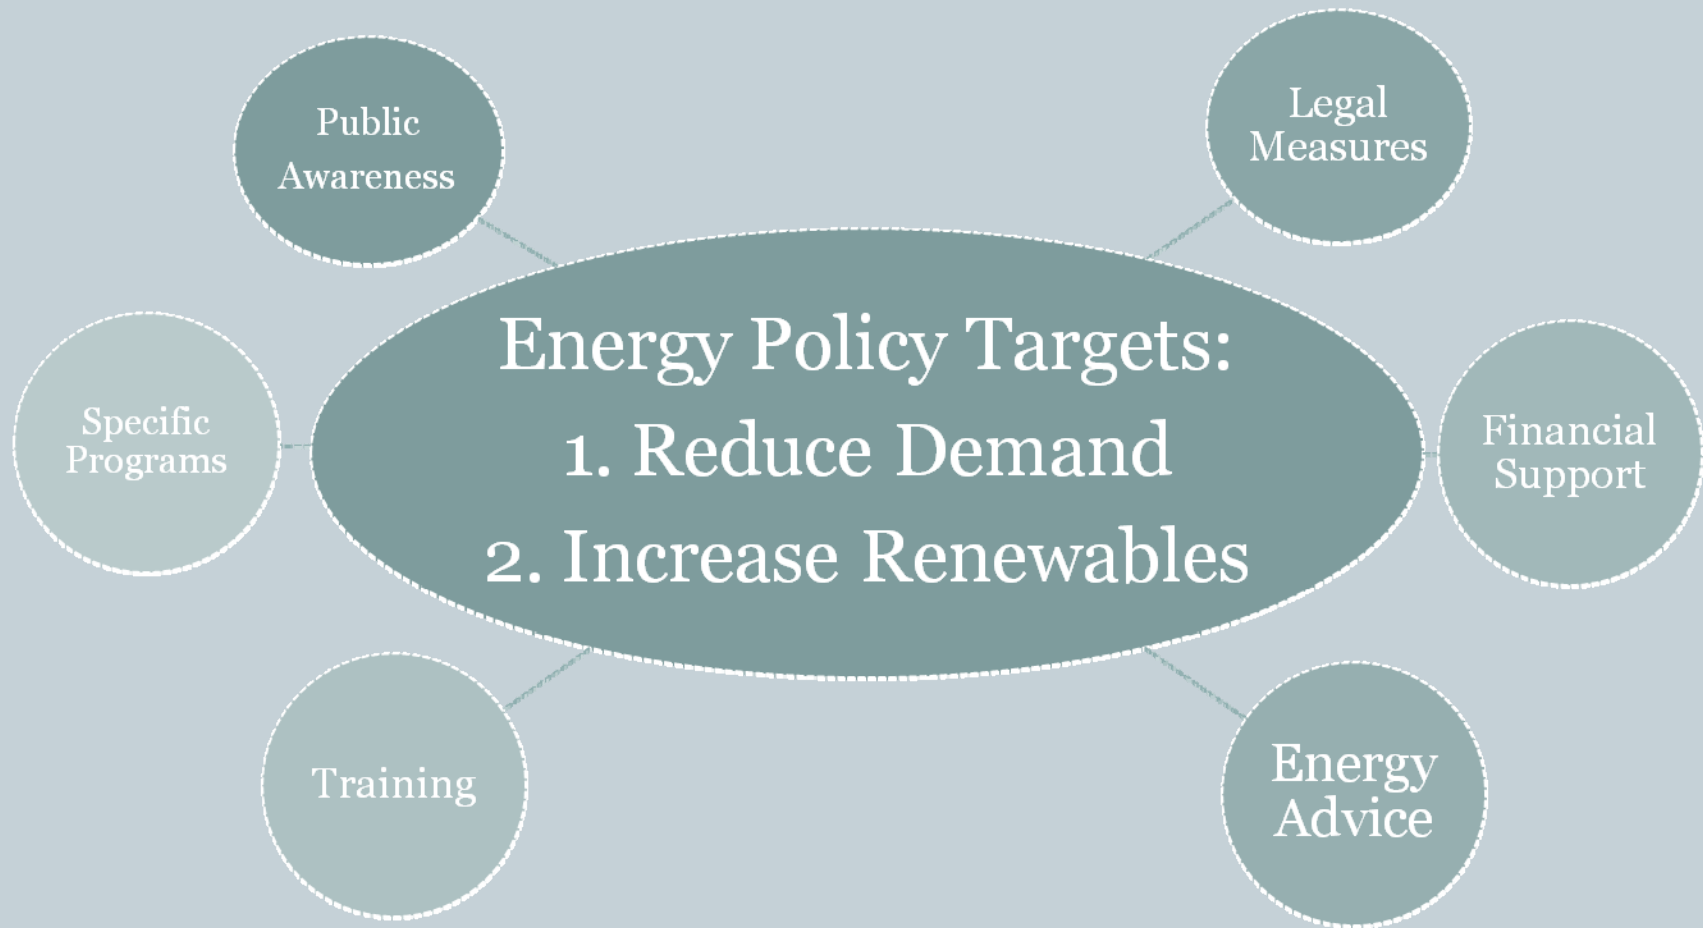 Public
Awareness
Legal
Measures
Energy Policy Targets:
1. Reduce Demand
2. Increase Renewables
Specific
Programs
Financial
Support
Training
Energy
Advice